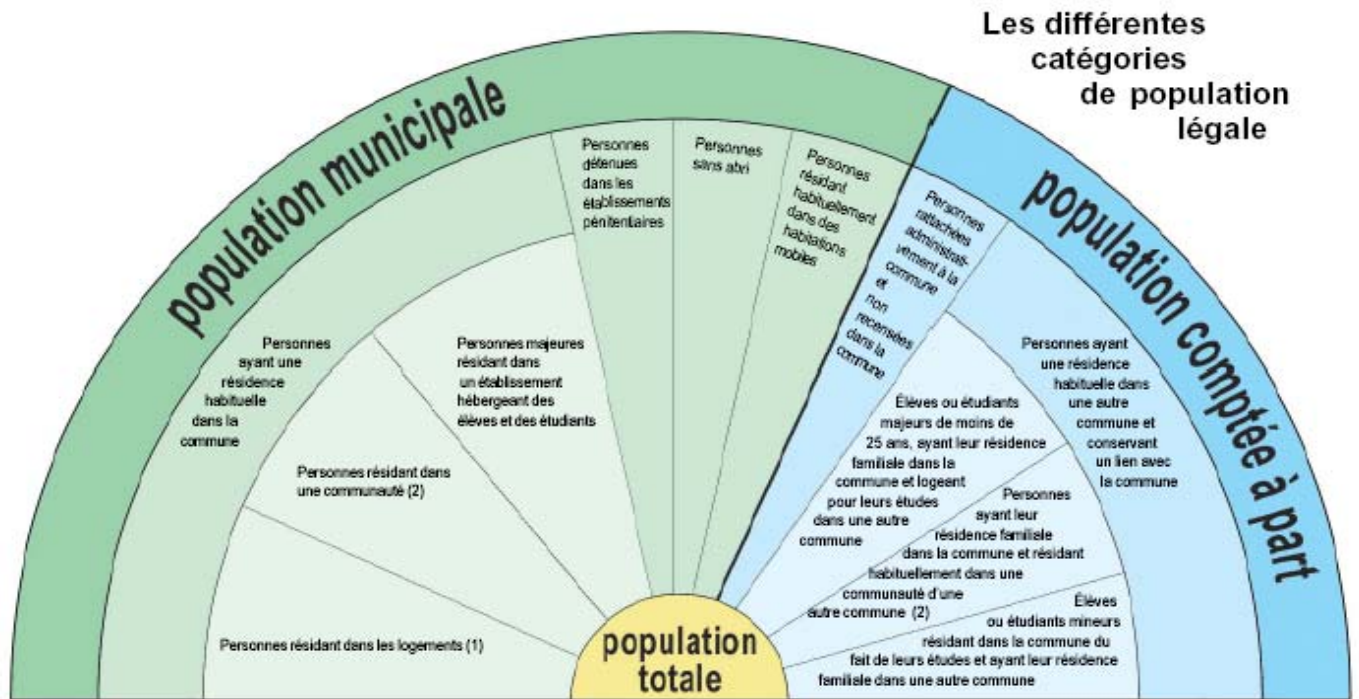 Les différentes
catégories
de population
légale
population municipale
Personnes
ayant une
résidence
habituelle
dans la
commune
Personnes résidant dans les logements (1)
Personnes résidant dans
une communauté (2)
Personnes majeures
résidant dans
un établissement
hébergeant des
élèves et des étudiants
Personnes
détenues
dans les
établissements
pénitentiaires
Personnes
sans abri
Personnes
résidant
habituellement
dans des
habitations
mobiles
population comptée à part
Personnes
rattachées
administrati-
vement à la
commune
et
non
recensées
dans la
commune
Personnes ayant
une résidence
habituelle dans
une autre
commune et
conservant
un lien avec
la commune
Élèves ou étudiants
majeurs de moins de
25 ans, ayant leur résidence
familiale dans la
commune et logeant
pour leurs études
dans une autre
commune
Personnes
ayant leur
résidence familiale
dans la commune et résidant
habituellement dans une
communauté d'une
autre commune (2)
Élèves
ou étudiants mineurs
résidant dans la commune du
fait de leurs études et ayant leur résidence
familiale dans une autre commune
population
totale